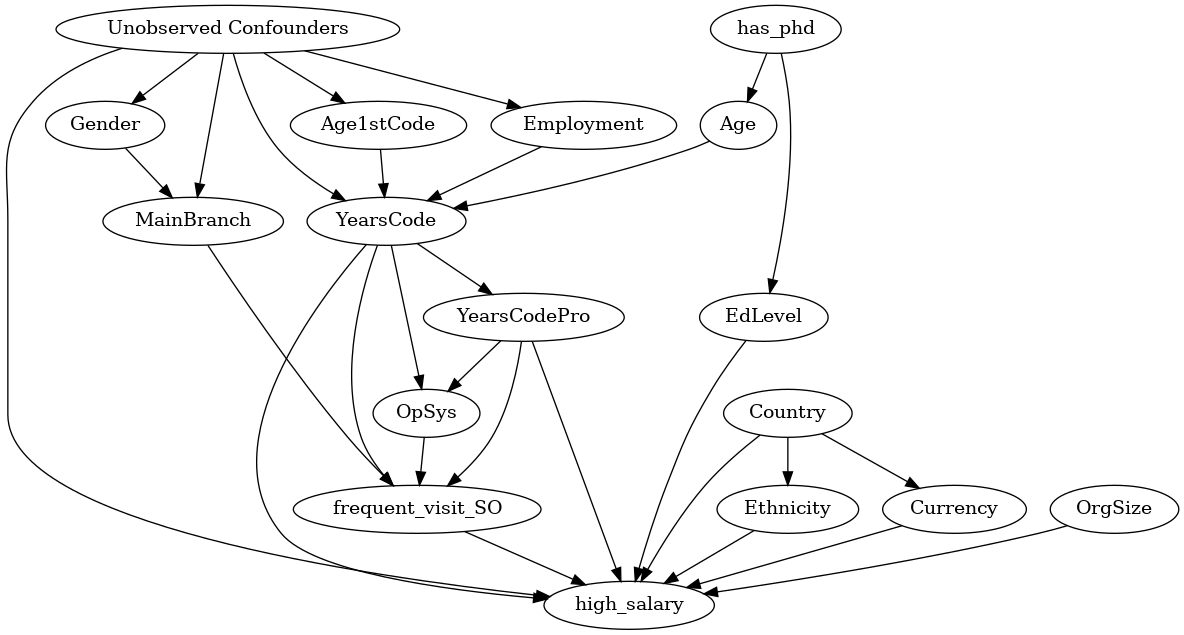 Unobserved Confounders
has_phd
Gender
Age1stCode
Employment
Age
MainBranch
YearsCode
YearsCodePro
EdLevel
OpSys
Country
frequent_visit_SO
Ethnicity
Currency
OrgSize
high_salary